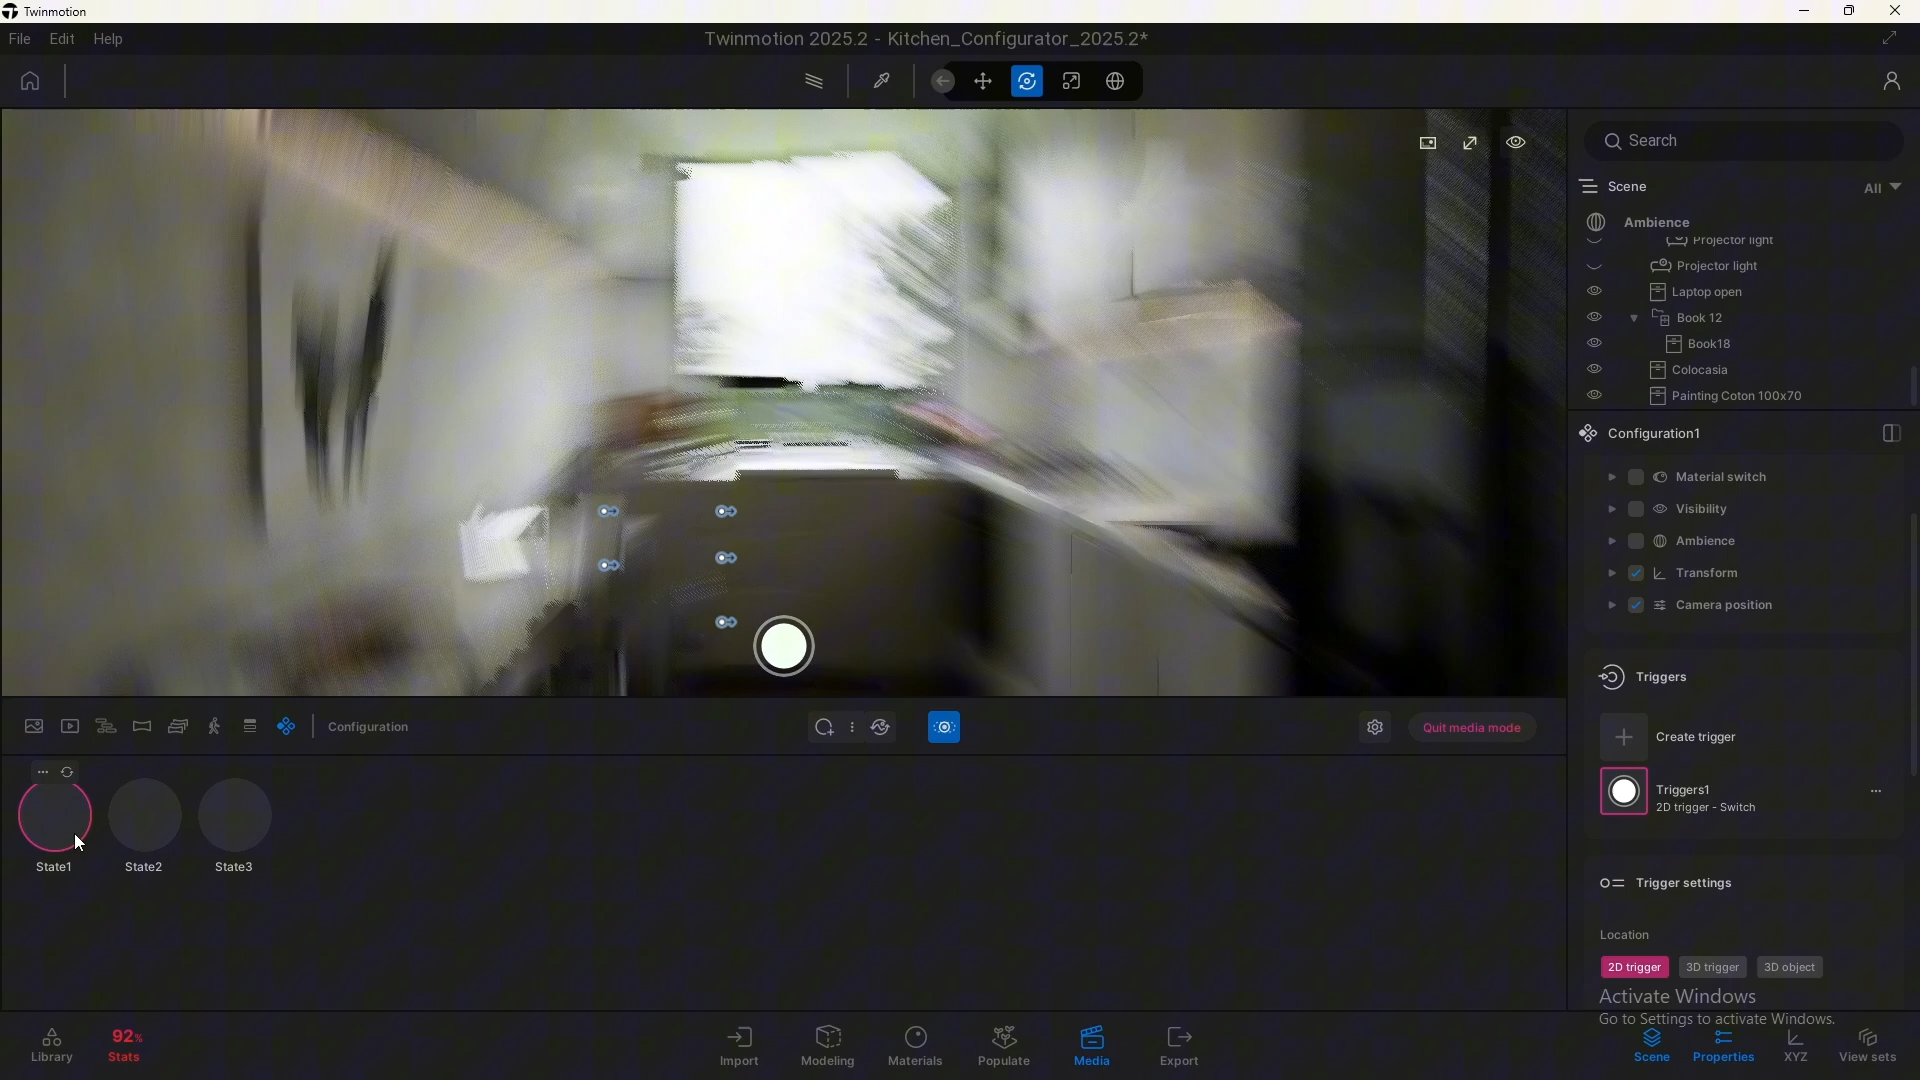 Twinmotion
File Edit Help
Twinmotion 2025.2 - Kitchen_Configurator_2025.2*
Search
Scene
All
Ambience
Projector light
Projector light
Laptop open
Book 12
Book18
Colocasia
Painting Coton 100x70
Configuration1
Material switch
Visibility
Ambience
Transform
Camera position
Triggers
Create trigger
Triggers1
2D trigger - Switch
Trigger settings
Location
2D trigger
3D trigger
3D object
Activate Windows
Go to Settings to activate Windows.
Configuration
Quit media mode
State1
State2
State3
Library
92%
Stats
Import
Modeling
Materials
Populate
Media
Export
Scene
Properties
XYZ
View sets